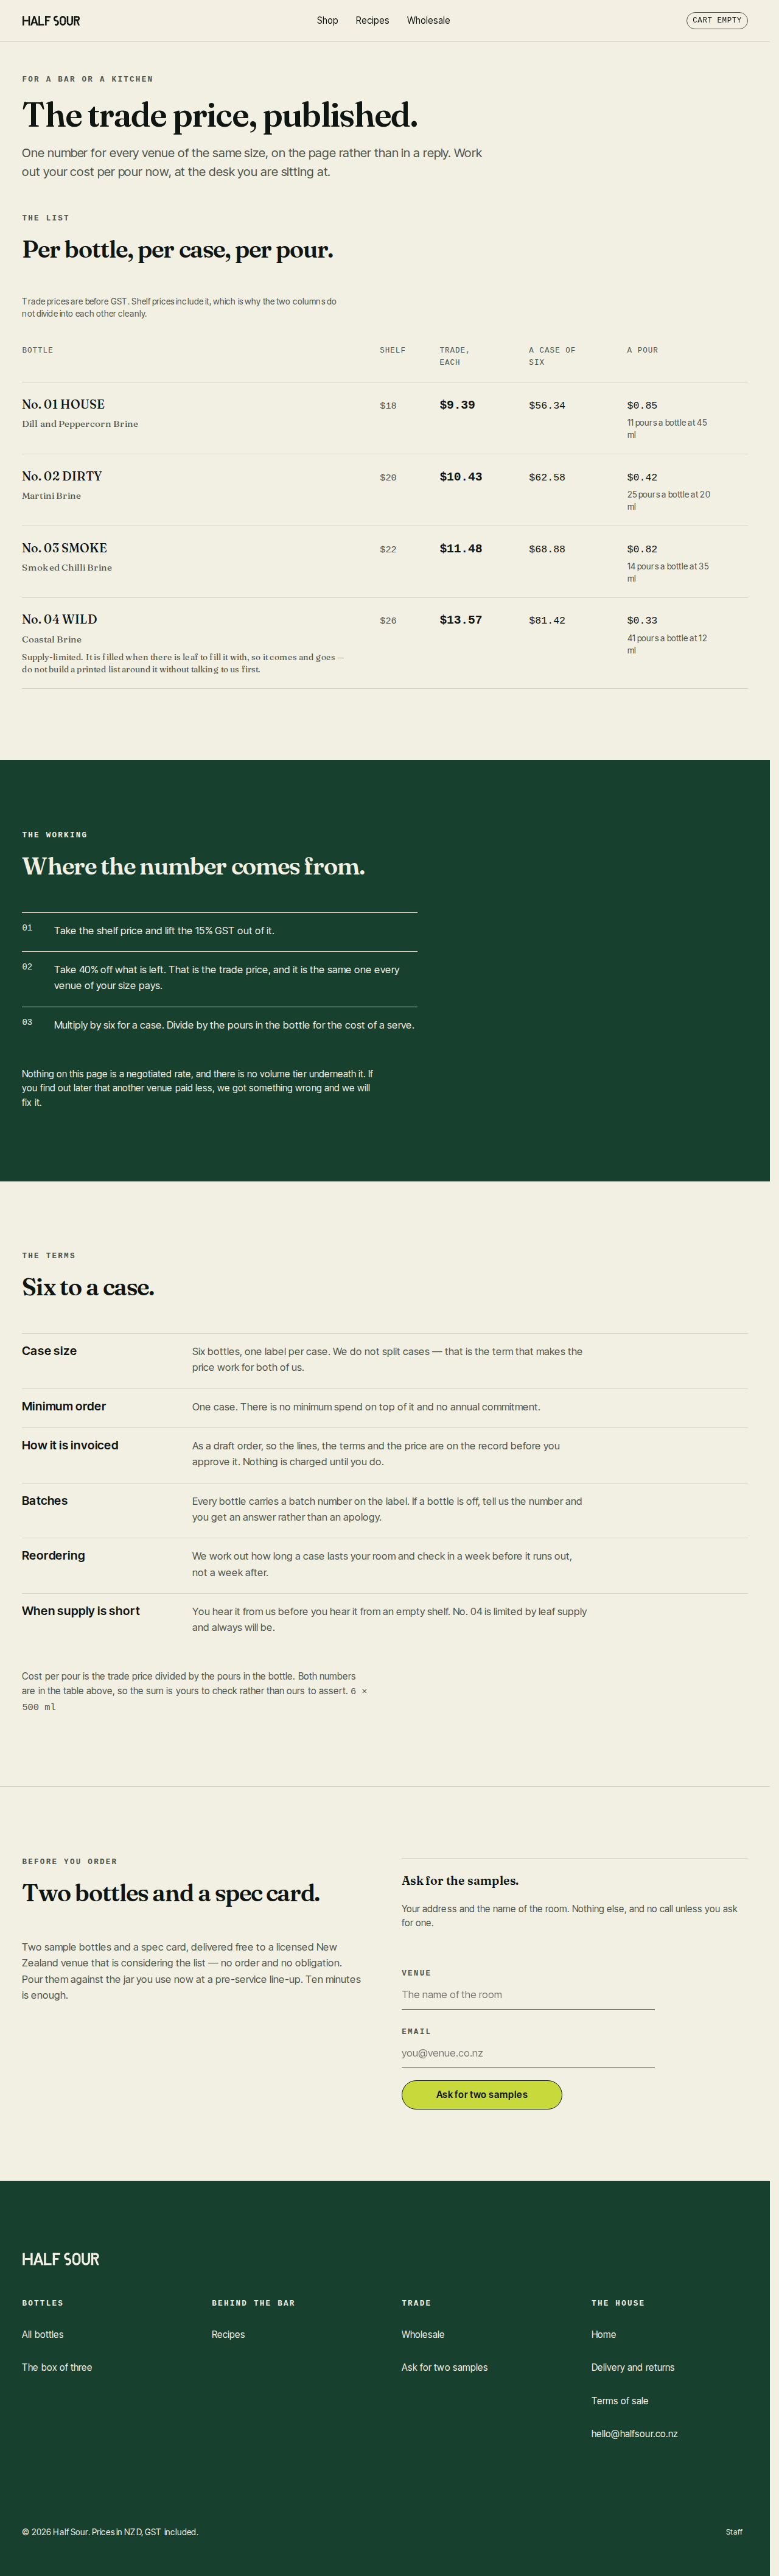 HALF SOUR
Shop Recipes Wholesale
CART EMPTY
FOR A BAR OR A KITCHEN
The trade price, published.
One number for every venue of the same size, on the page rather than in a reply. Work
out your cost per pour now, at the desk you are sitting at.
THE LIST
Per bottle, per case, per pour.
Trade prices are before GST. Shelf prices include it, which is why the two columns do
not divide into each other cleanly.
BOTTLE SHELF TRADE, EACH A CASE OF SIX A POUR
No. 01 HOUSE $18 $9.39 $56.34 $0.85
Dill and Peppercorn Brine 11 pours a bottle at 45
ml
No. 02 DIRTY $20 $10.43 $62.58 $0.42
Martini Brine 25 pours a bottle at 20
ml
No. 03 SMOKE $22 $11.48 $68.88 $0.82
Smoked Chilli Brine 14 pours a bottle at 35
ml
No. 04 WILD $26 $13.57 $81.42 $0.33
Coastal Brine 41 pours a bottle at 12
ml
Supply-limited. It is filled when there is leaf to fill it with, so it comes and goes —
do not build a printed list around it without talking to us first.
THE WORKING
Where the number comes from.
01 Take the shelf price and lift the 15% GST out of it.
02 Take 40% off what is left. That is the trade price, and it is the same one every
venue of your size pays.
03 Multiply by six for a case. Divide by the pours in the bottle for the cost of a serve.
Nothing on this page is a negotiated rate, and there is no volume tier underneath it. If
you find out later that another venue paid less, we got something wrong and we will
fix it.
THE TERMS
Six to a case.
Case size Six bottles, one label per case. We do not split cases — that is the term that makes the
price work for both of us.
Minimum order One case. There is no minimum spend on top of it and no annual commitment.
How it is invoiced As a draft order, so the lines, the terms and the price are on the record before you
approve it. Nothing is charged until you do.
Batches Every bottle carries a batch number on the label. If a bottle is off, tell us the number and
you get an answer rather than an apology.
Reordering We work out how long a case lasts your room and check in a week before it runs out,
not a week after.
When supply is short You hear it from us before you hear it from an empty shelf. No. 04 is limited by leaf supply
and always will be.
Cost per pour is the trade price divided by the pours in the bottle. Both numbers
are in the table above, so the sum is yours to check rather than ours to assert. 6 ×
500 ml
BEFORE YOU ORDER
Two bottles and a spec card.
Two sample bottles and a spec card, delivered free to a licensed New
Zealand venue that is considering the list — no order and no obligation.
Pour them against the jar you use now at a pre-service line-up. Ten minutes
is enough.
Ask for the samples.
Your address and the name of the room. Nothing else, and no call unless you ask
for one.
VENUE
The name of the room
EMAIL
you@venue.co.nz
Ask for two samples
HALF SOUR
BOTTLES BEHIND THE BAR TRADE THE HOUSE
All bottles Recipes Wholesale Home
The box of three Ask for two samples Delivery and returns
Terms of sale
hello@halfsour.co.nz
© 2026 Half Sour. Prices in NZD, GST included. Staff